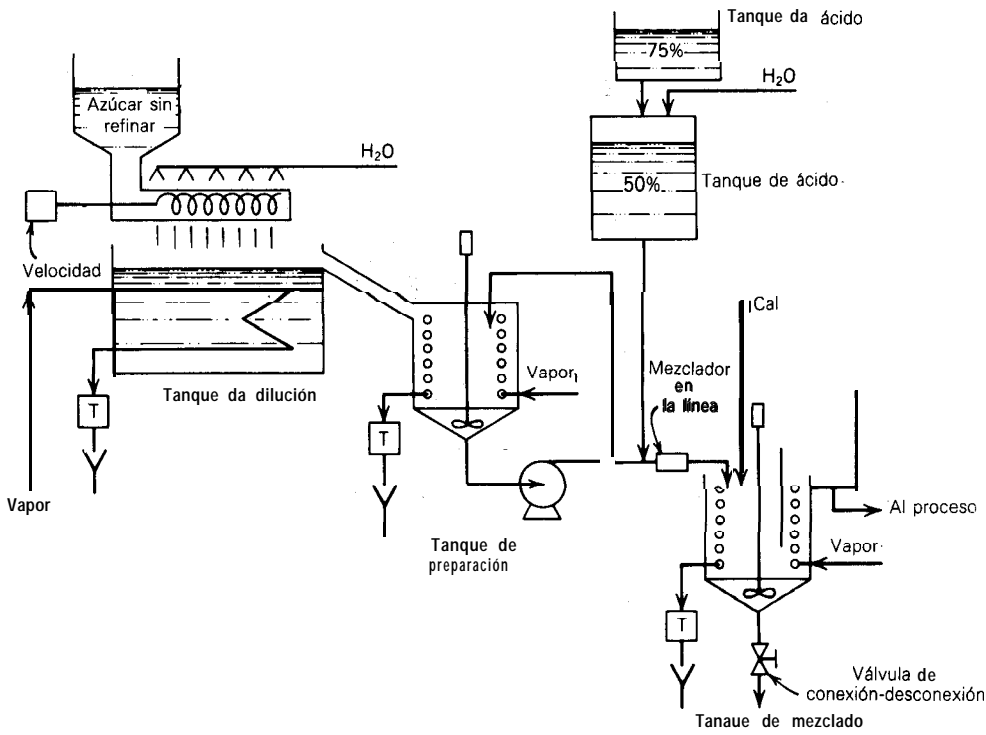 Tanque da ácido
75%
H₂O
Azúcar sin
refinar
H₂O
50%
Tanque de ácido
Velocidad
Cal
Tanque da dilución
Vapor
Mezclador
en
la línea
T
T
Vapor
Al proceso
Tanque de
preparación
Vapor
T
Válvula de
conexión-desconexión
Tanaue de mezclado